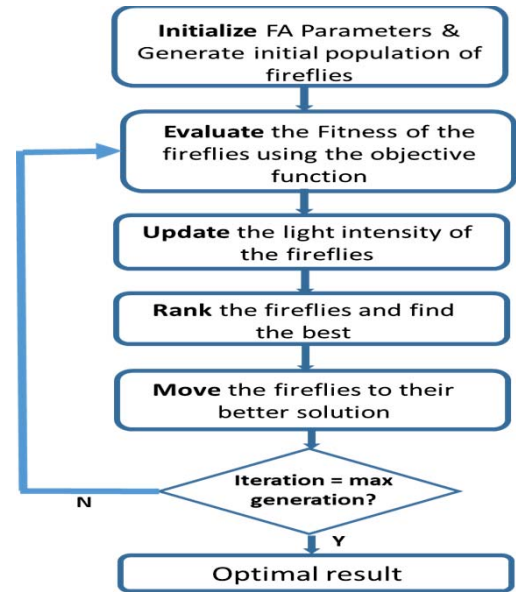 Initialize FA Parameters &
Generate initial population of
fireflies
Evaluate the Fitness of the
fireflies using the objective
function
Update the light intensity of
the fireflies
Rank the fireflies and find
the best
Move the fireflies to their
better solution
Iteration = max
generation?
N
Y
Optimal result